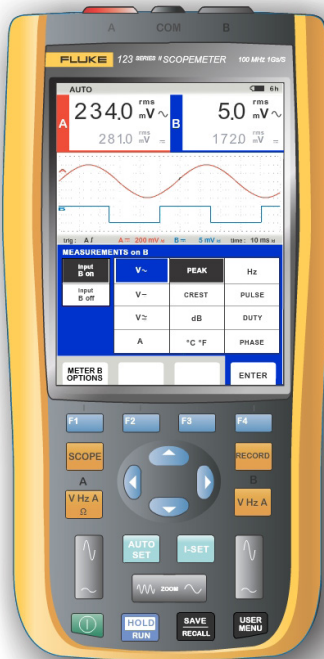 A COM B
FLUKE 123 SERIES II SCOPEMETER 100 MHz 1Ga/S
AUTO 6h
A 234.0 rms mV~ B 5.0 rms mV~
281.0 rms mV~ 172.0 rms mV~
trig: A/ A= 200 mV B= 5 mV time: 10 ms
MEASUREMENTS on B
Input B on V~ PEAK Hz
Input B off V= CREST PULSE
V≂ dB DUTY
A °C °F PHASE
METER B OPTIONS ENTER
F1 F2 F3 F4
SCOPE RECORD
A B
V Hz A Ω V Hz A
AUTO SET I-SET
ZOOM
HOLD RUN SAVE RECALL USER MENU